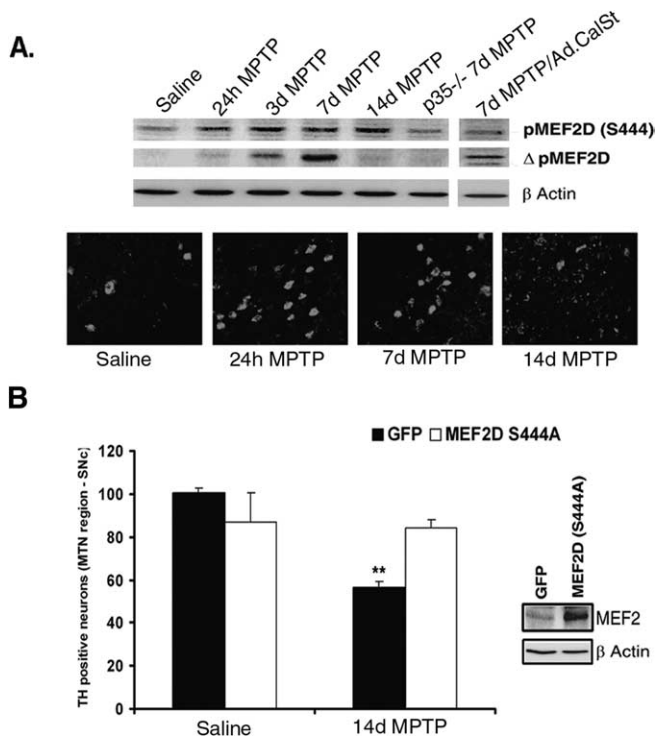 A.
Saline
24h MPTP
3d MPTP
7d MPTP
14d MPTP
p35-/- 7d MPTP
7d MPTP/Ad.CalSt
pMEF2D (S444)
Δ pMEF2D
β Actin
Saline
24h MPTP
7d MPTP
14d MPTP
B
GFP
MEF2D S444A
TH positive neurons (MTN region - SNc)
120
100
80
60
40
20
0
**
Saline
14d MPTP
GFP
MEF2D (S444A)
MEF2
β Actin